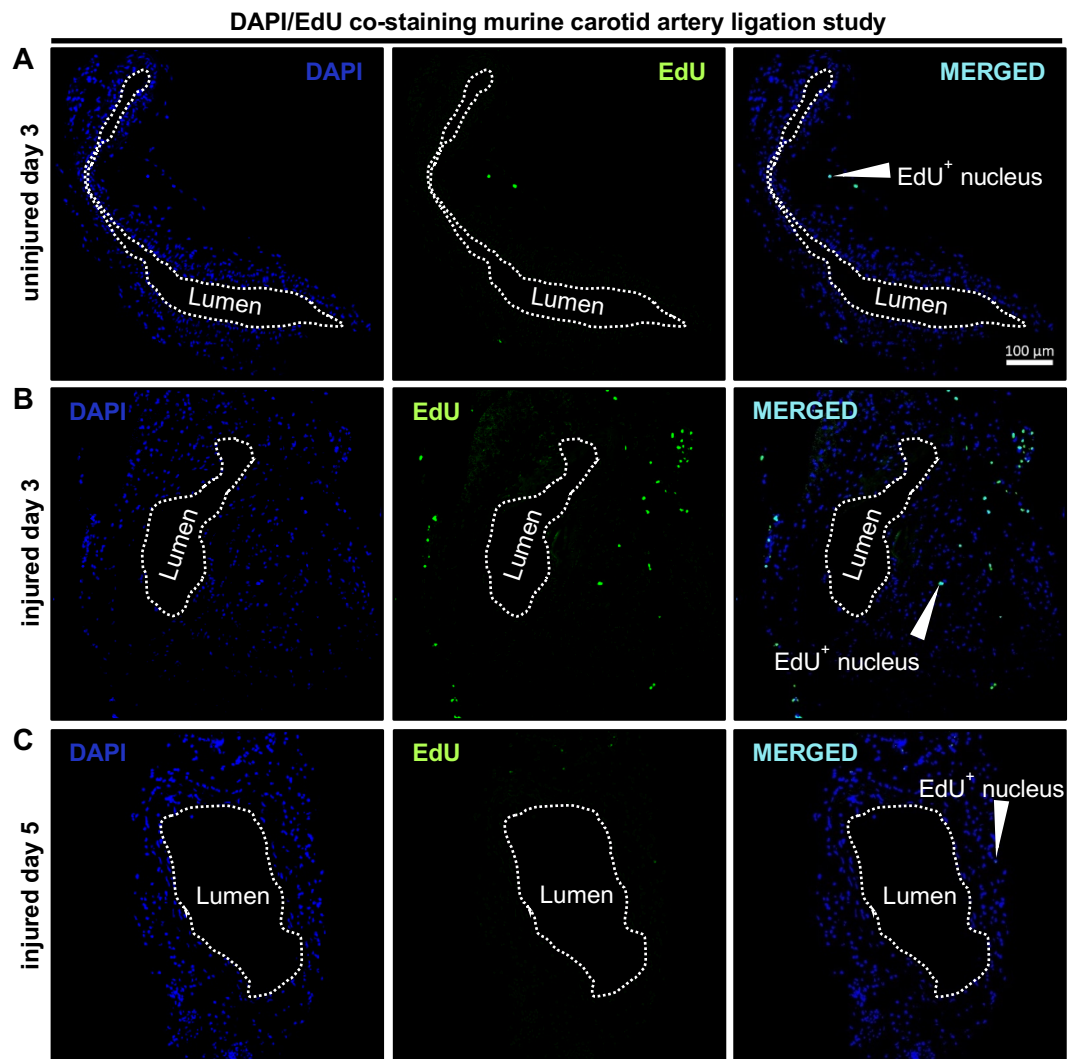 DAPI/EdU co-staining murine carotid artery ligation study
A
uninjured day 3
DAPI
Lumen
EdU
Lumen
MERGED
EdU⁺ nucleus
Lumen
100 µm
B
injured day 3
DAPI
Lumen
EdU
Lumen
MERGED
Lumen
EdU⁺ nucleus
C
injured day 5
DAPI
Lumen
EdU
Lumen
MERGED
EdU⁺ nucleus
Lumen